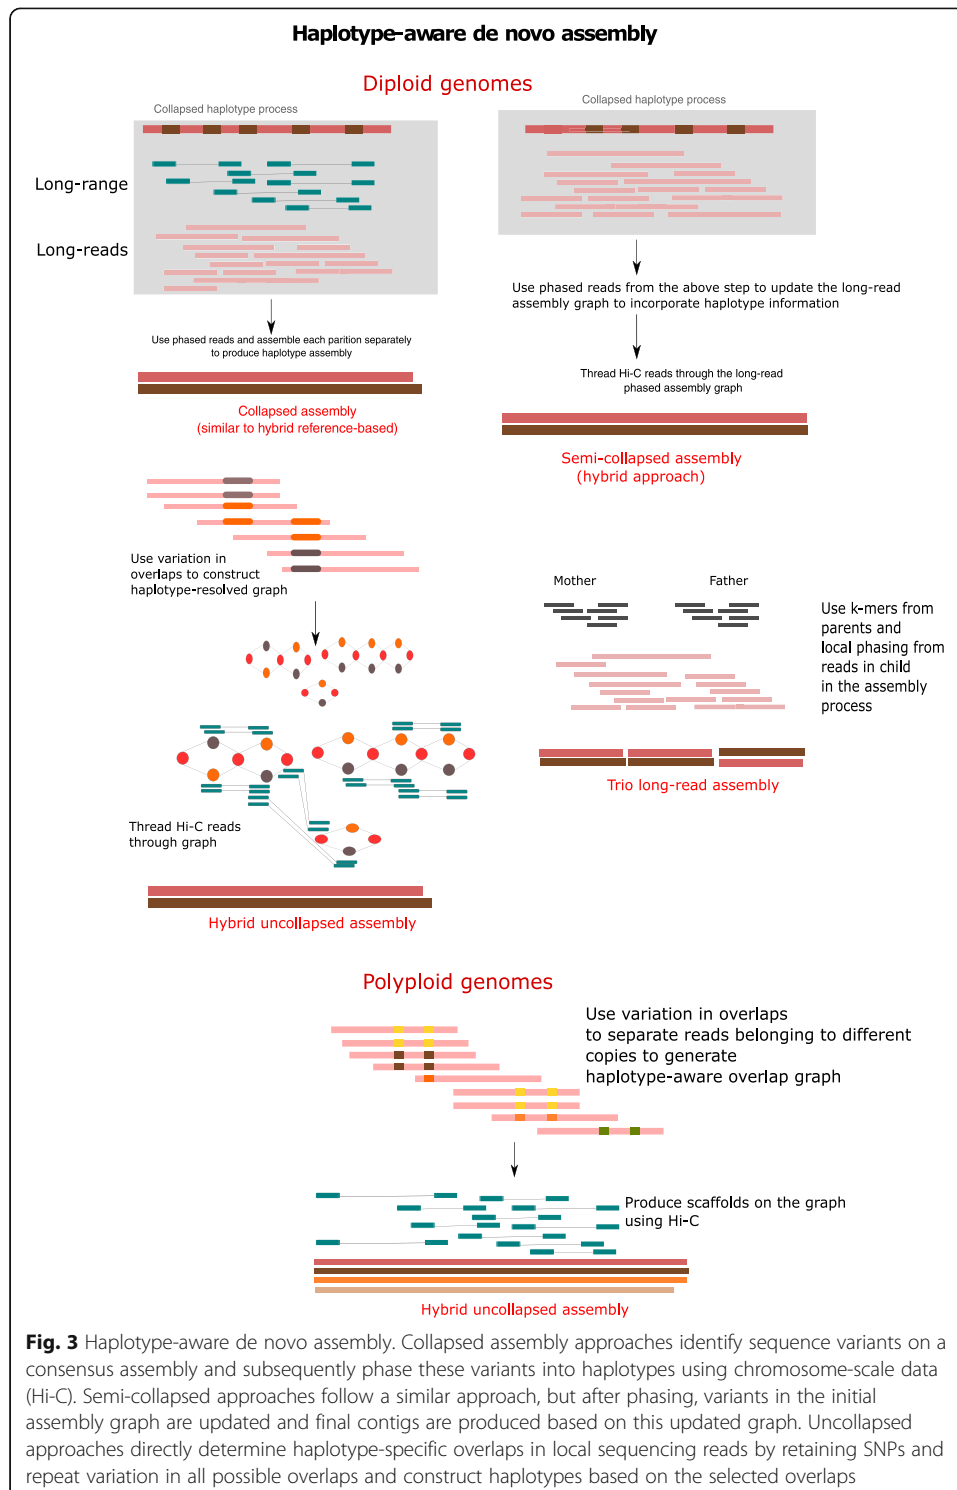 Haplotype-aware de novo assembly
Diploid genomes
Collapsed haplotype process
Long-range
Long-reads
Use phased reads and assemble each parition separately
to produce haplotype assembly
Collapsed assembly
(similar to hybrid reference-based)
Collapsed haplotype process
Use phased reads from the above step to update the long-read
assembly graph to incorporate haplotype information
Thread Hi-C reads through the long-read
phased assembly graph
Semi-collapsed assembly
(hybrid approach)
Use variation in
overlaps to construct
haplotype-resolved graph
Thread Hi-C reads
through graph
Hybrid uncollapsed assembly
Mother
Father
Use k-mers from
parents and
local phasing from
reads in child
in the assembly
process
Trio long-read assembly
Polyploid genomes
Use variation in overlaps
to separate reads belonging to different
copies to generate
haplotype-aware overlap graph
Produce scaffolds on the graph
using Hi-C
Hybrid uncollapsed assembly
Fig. 3 Haplotype-aware de novo assembly. Collapsed assembly approaches identify sequence variants on a
consensus assembly and subsequently phase these variants into haplotypes using chromosome-scale data
(Hi-C). Semi-collapsed approaches follow a similar approach, but after phasing, variants in the initial
assembly graph are updated and final contigs are produced based on this updated graph. Uncollapsed
approaches directly determine haplotype-specific overlaps in local sequencing reads by retaining SNPs and
repeat variation in all possible overlaps and construct haplotypes based on the selected overlaps